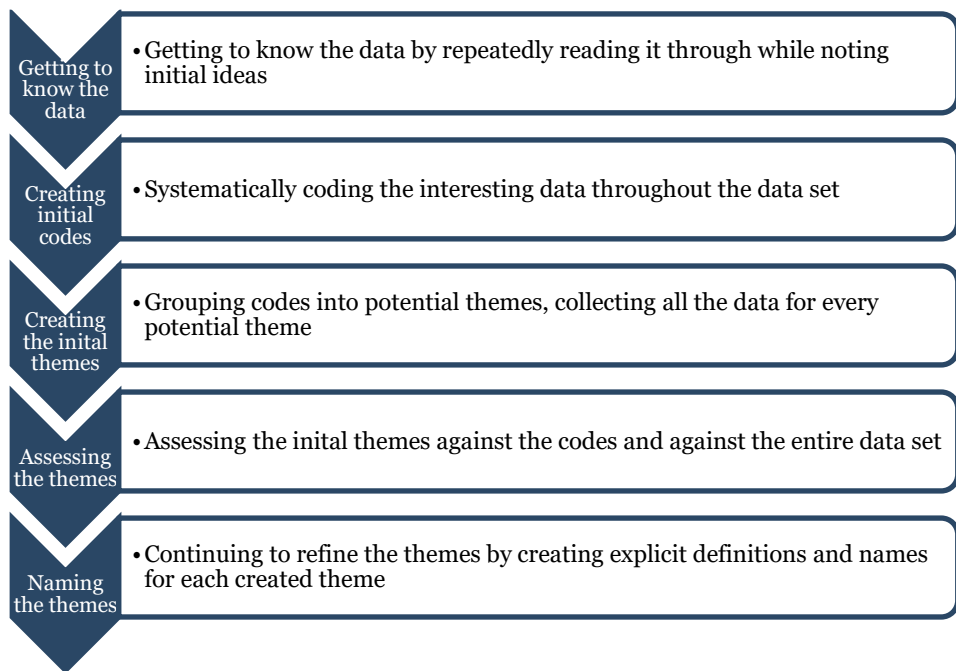 Getting to
know the
data
•Getting to know the data by repeatedly reading it through while noting
initial ideas
Creating
initial
codes
•Systematically coding the interesting data throughout the data set
Creating
the inital
themes
•Grouping codes into potential themes, collecting all the data for every
potential theme
Assessing
the themes
•Assessing the inital themes against the codes and against the entire data set
Naming
the themes
•Continuing to refine the themes by creating explicit definitions and names
for each created theme